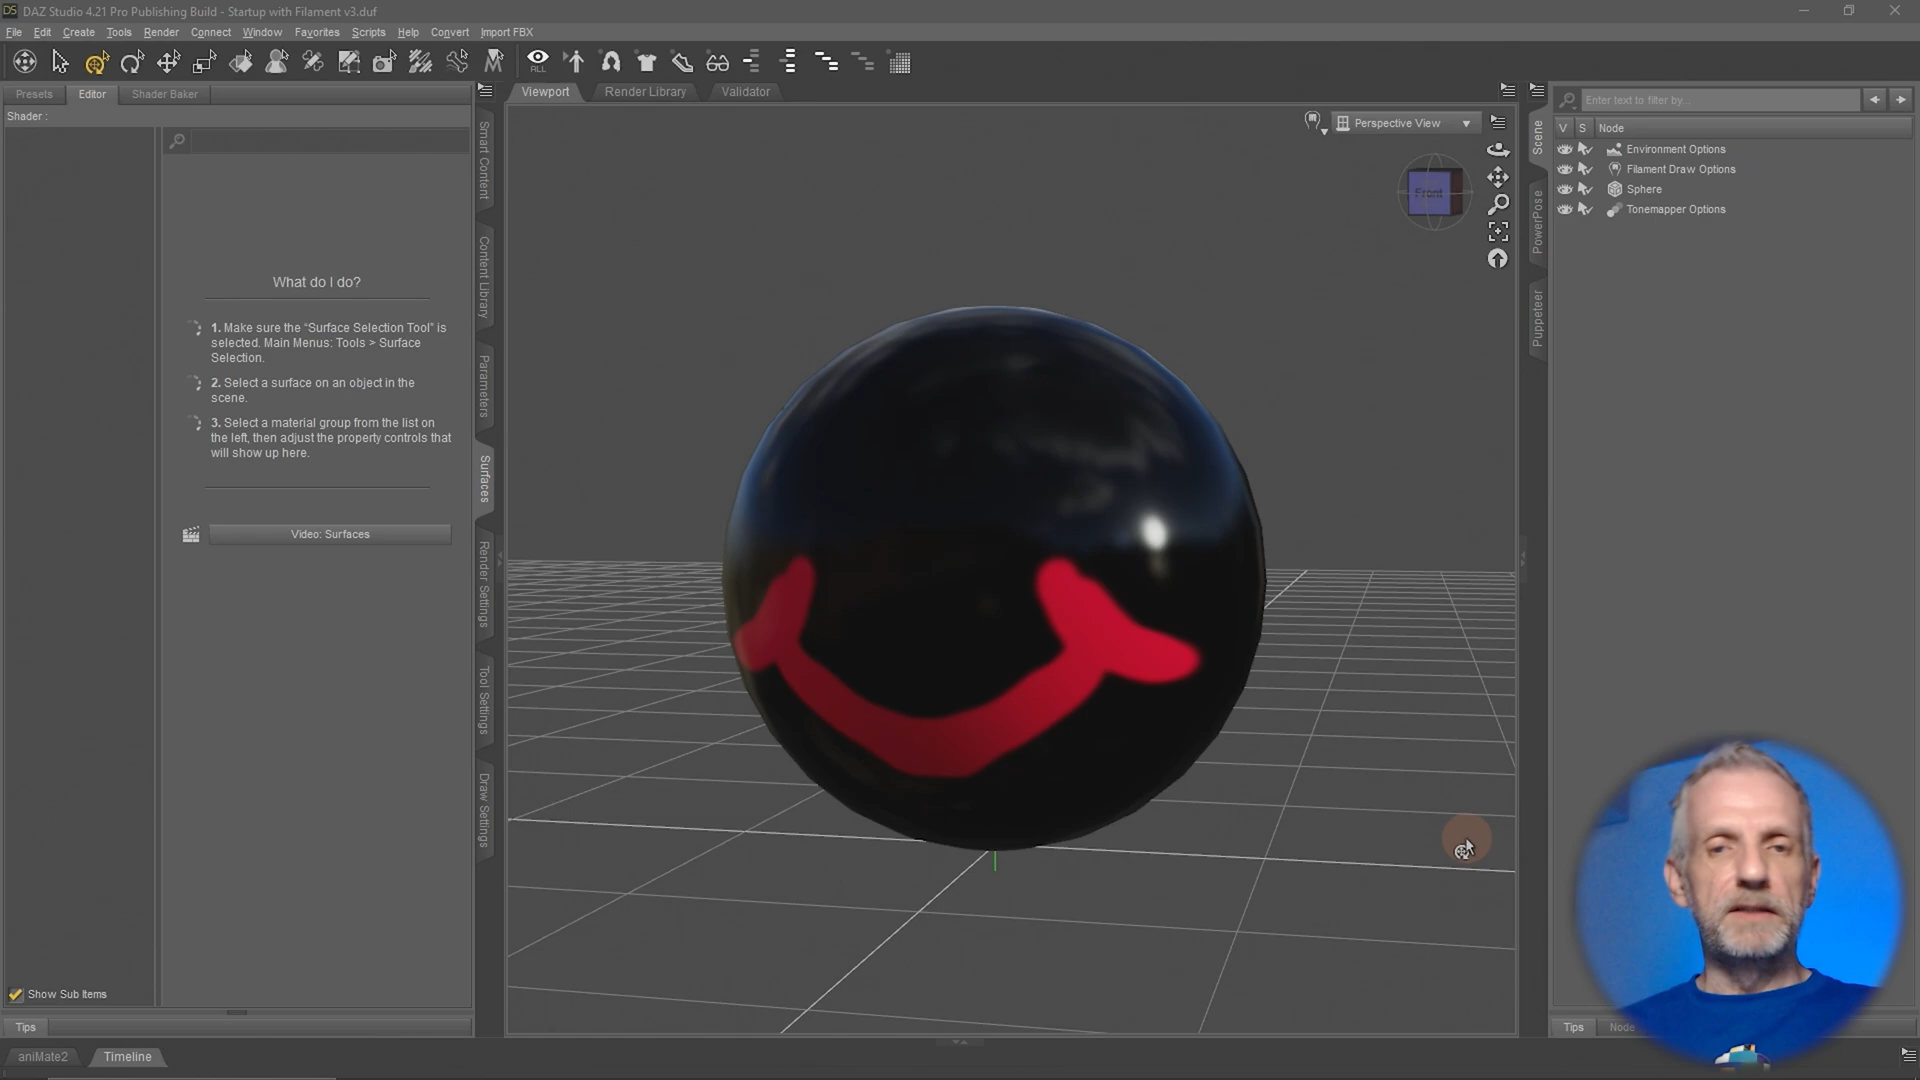 DS DAZ Studio 4.21 Pro Publishing Build - Startup with Filament v3.duf
File Edit Create Tools Render Connect Window Favorites Scripts Help Convert Import FBX
ALL
Presets Editor Shader Baker
Shader :
What do I do?
1. Make sure the “Surface Selection Tool” is
selected. Main Menus: Tools > Surface
Selection.
2. Select a surface on an object in the
scene.
3. Select a material group from the list on
the left, then adjust the property controls that
will show up here.
Video: Surfaces
Show Sub Items
Tips
aniMate2 Timeline
Smart Content
Content Library
Parameters
Surfaces
Render Settings
Tool Settings
Draw Settings
Viewport Render Library Validator
Perspective View
Front
Scene
PowerPose
Puppeteer
Enter text to filter by...
V S Node
Environment Options
Filament Draw Options
Sphere
Tonemapper Options
Tips Node